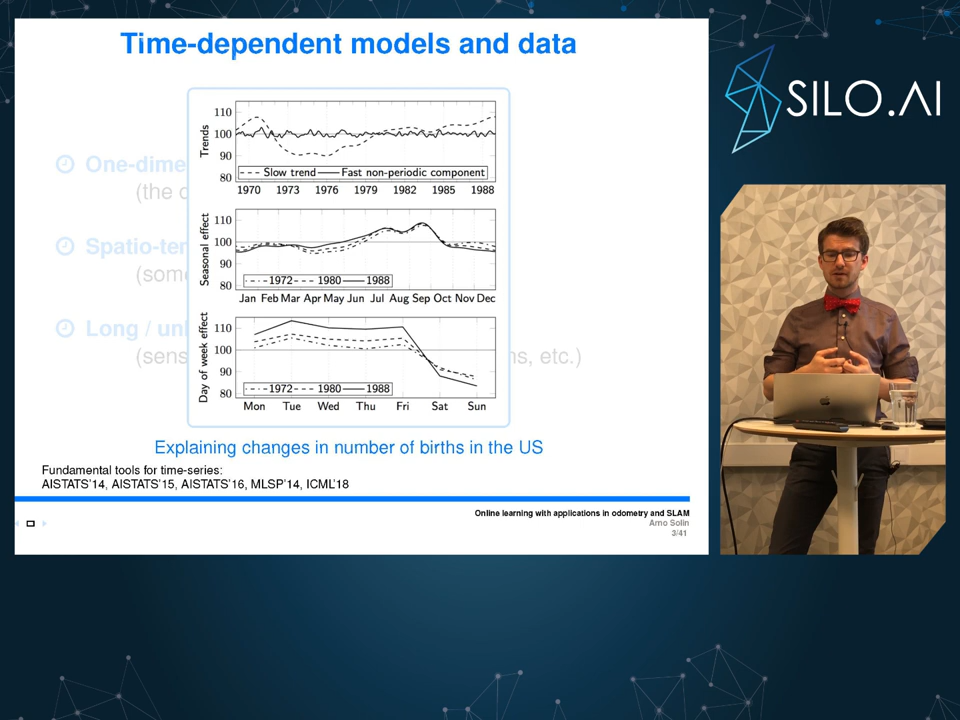 Time-dependent models and data
SILO.AI
One-dime
(the
Spatio-ter
(some
Long / unl
(sens
ns, etc.)
Trends
110
100
90
80
Slow trend Fast non-periodic component
1970 1973 1976 1979 1982 1985 1988
Seasonal effect
110
100
90
80
1972 1980 1988
Jan Feb Mar Apr May Jun Jul Aug Sep Oct Nov Dec
Day of week effect
110
100
90
80
1972 1980 1988
Mon Tue Wed Thu Fri Sat Sun
Explaining changes in number of births in the US
Fundamental tools for time-series:
AISTATS'14, AISTATS'15, AISTATS'16, MLSP'14, ICML'18
Online learning with applications in odometry and SLAM
Arno Solin
3/41